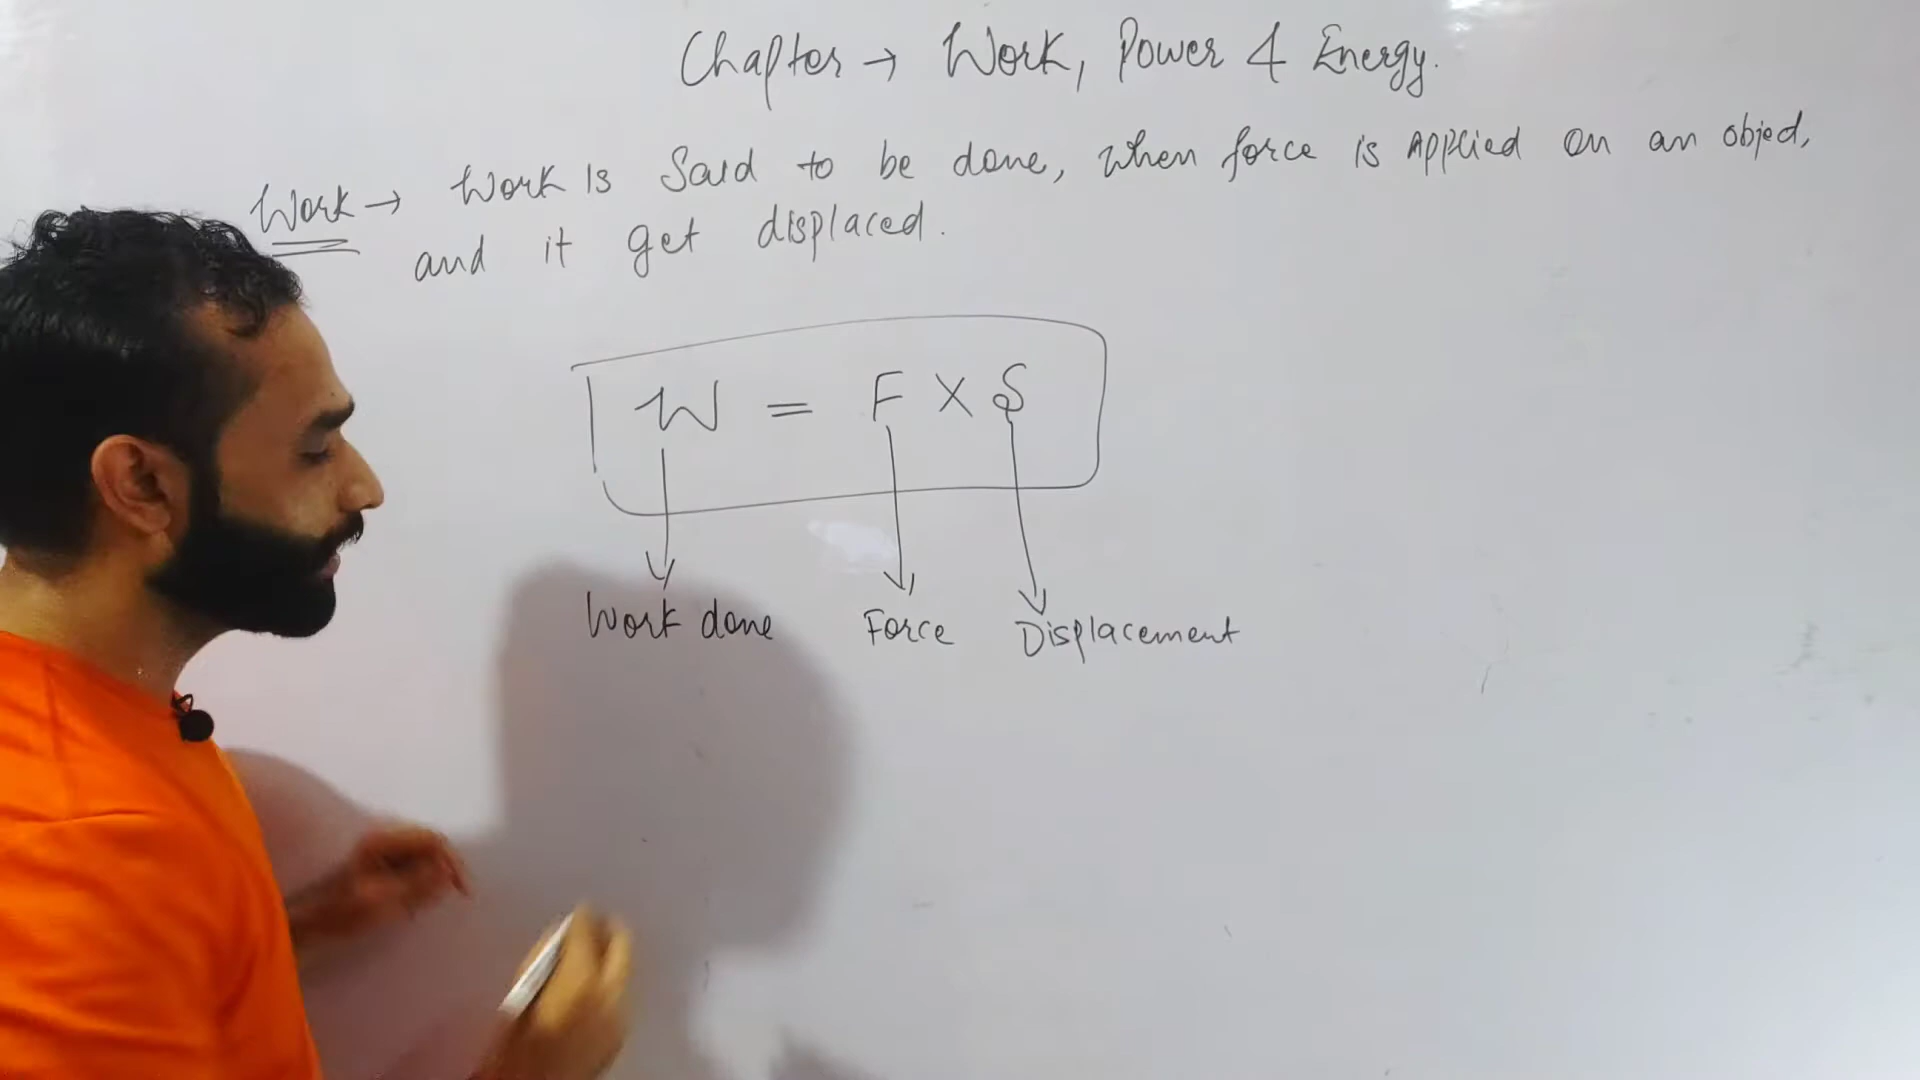 Chapter → Work, Power & Energy.
Work → Work Is Said to be done, when force is Applied on an object,
and it get displaced.
W = F X S
Work done Force Displacement